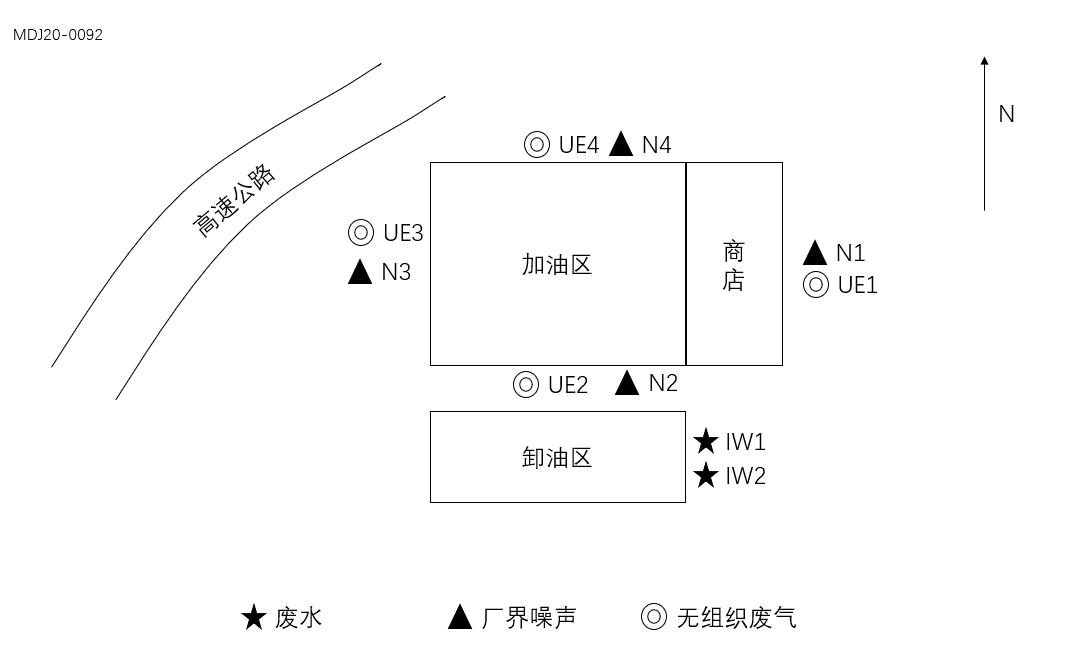 MDJ20-0092
N
高速公路
UE4 N4
UE3
N3
加油区
商店
N1
UE1
UE2 N2
卸油区
IW1
IW2
废水 厂界噪声 无组织废气